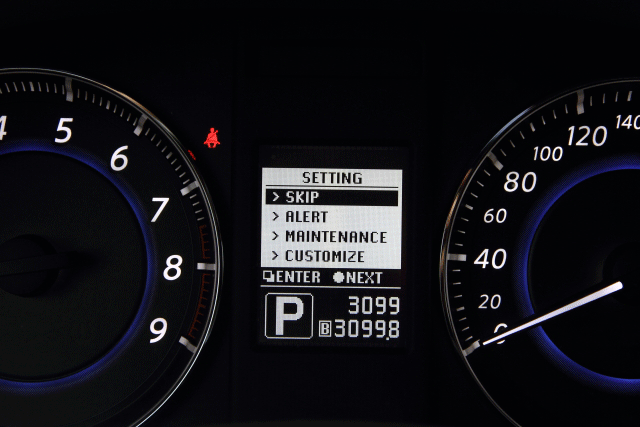 4
5
6
7
8
9
SETTING
> SKIP
> ALERT
> MAINTENANCE
> CUSTOMIZE
ENTER NEXT
P
3099
B 3099.8
140
120
100
80
60
40
20
0